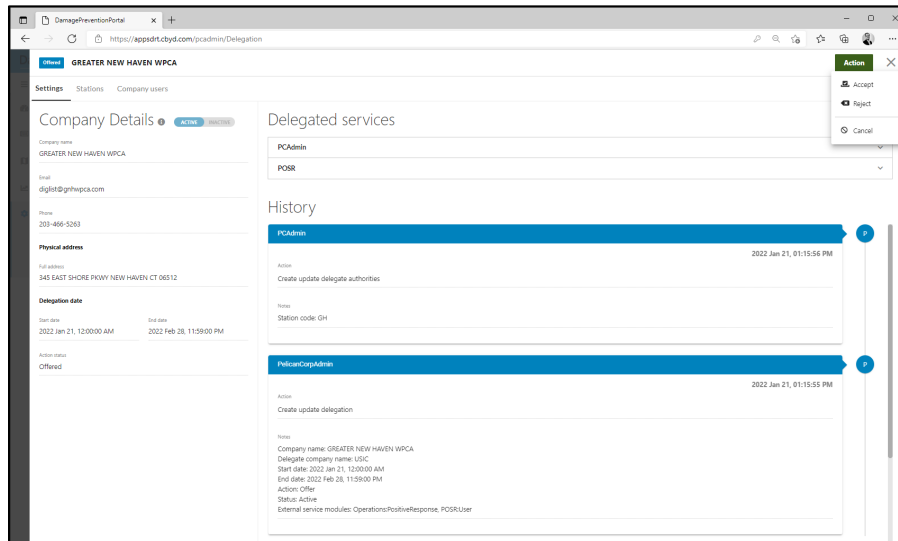 DamagePreventionPortal
https://appsdrt.cbyd.com/pcadmin/Delegation
Offered GREATER NEW HAVEN WPCA Action
Settings Stations Company users
Accept
Reject
Cancel
Company Details ACTIVE INACTIVE
Company name
GREATER NEW HAVEN WPCA
Email
diglist@gnhwpca.com
Phone
203-466-5263
Physical address
Full address
345 EAST SHORE PKWY NEW HAVEN CT 06512
Delegation date
Start date End date
2022 Jan 21, 12:00:00 AM 2022 Feb 28, 11:59:00 PM
Action status
Offered
Delegated services
PCAdmin
POSR
History
PCAdmin P
2022 Jan 21, 01:15:56 PM
Action
Create update delegate authorities
Notes
Station code: GH
PelicanCorpAdmin P
2022 Jan 21, 01:15:55 PM
Action
Create update delegation
Notes
Company name: GREATER NEW HAVEN WPCA
Delegate company name: USIC
Start date: 2022 Jan 21, 12:00:00 AM
End date: 2022 Feb 28, 11:59:00 PM
Action: Offer
Status: Active
External service modules: Operations:PositiveResponse, POSR:User